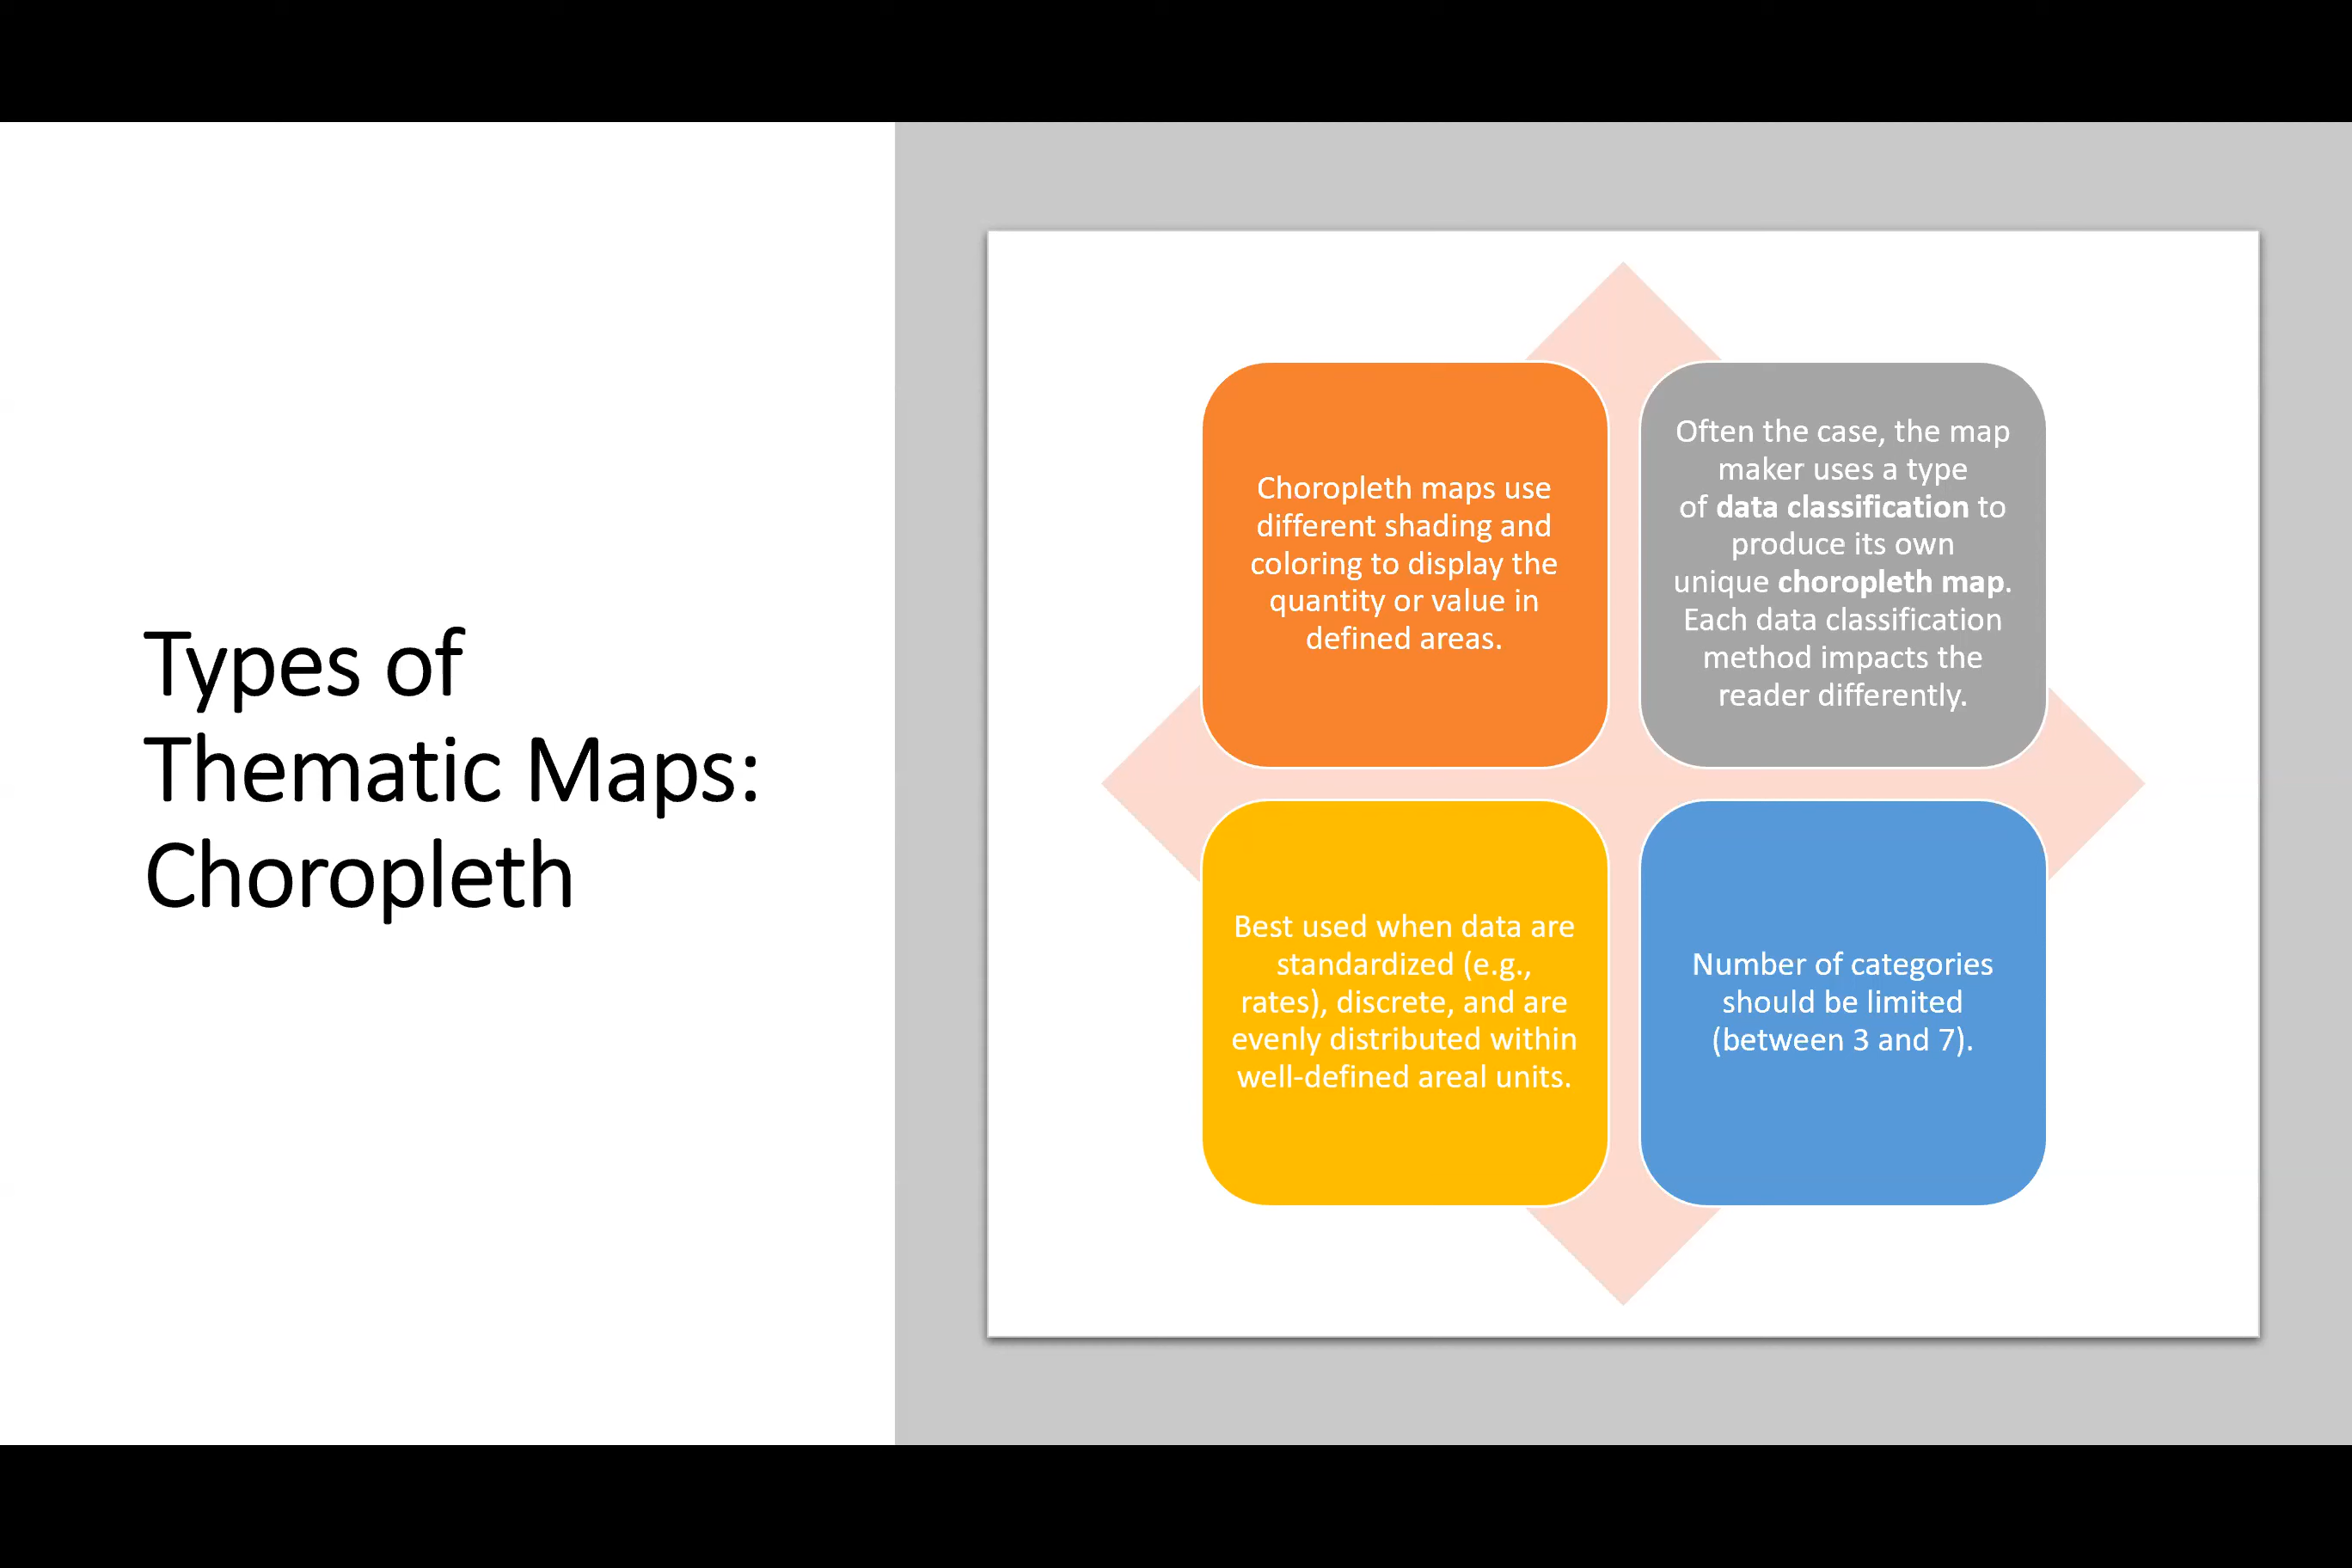 Types of
Thematic Maps:
Choropleth
Choropleth maps use
different shading and
coloring to display the
quantity or value in
defined areas.
Often the case, the map
maker uses a type
of data classification to
produce its own
unique choropleth map.
Each data classification
method impacts the
reader differently.
Best used when data are
standardized (e.g.,
rates), discrete, and are
evenly distributed within
well-defined areal units.
Number of categories
should be limited
(between 3 and 7).